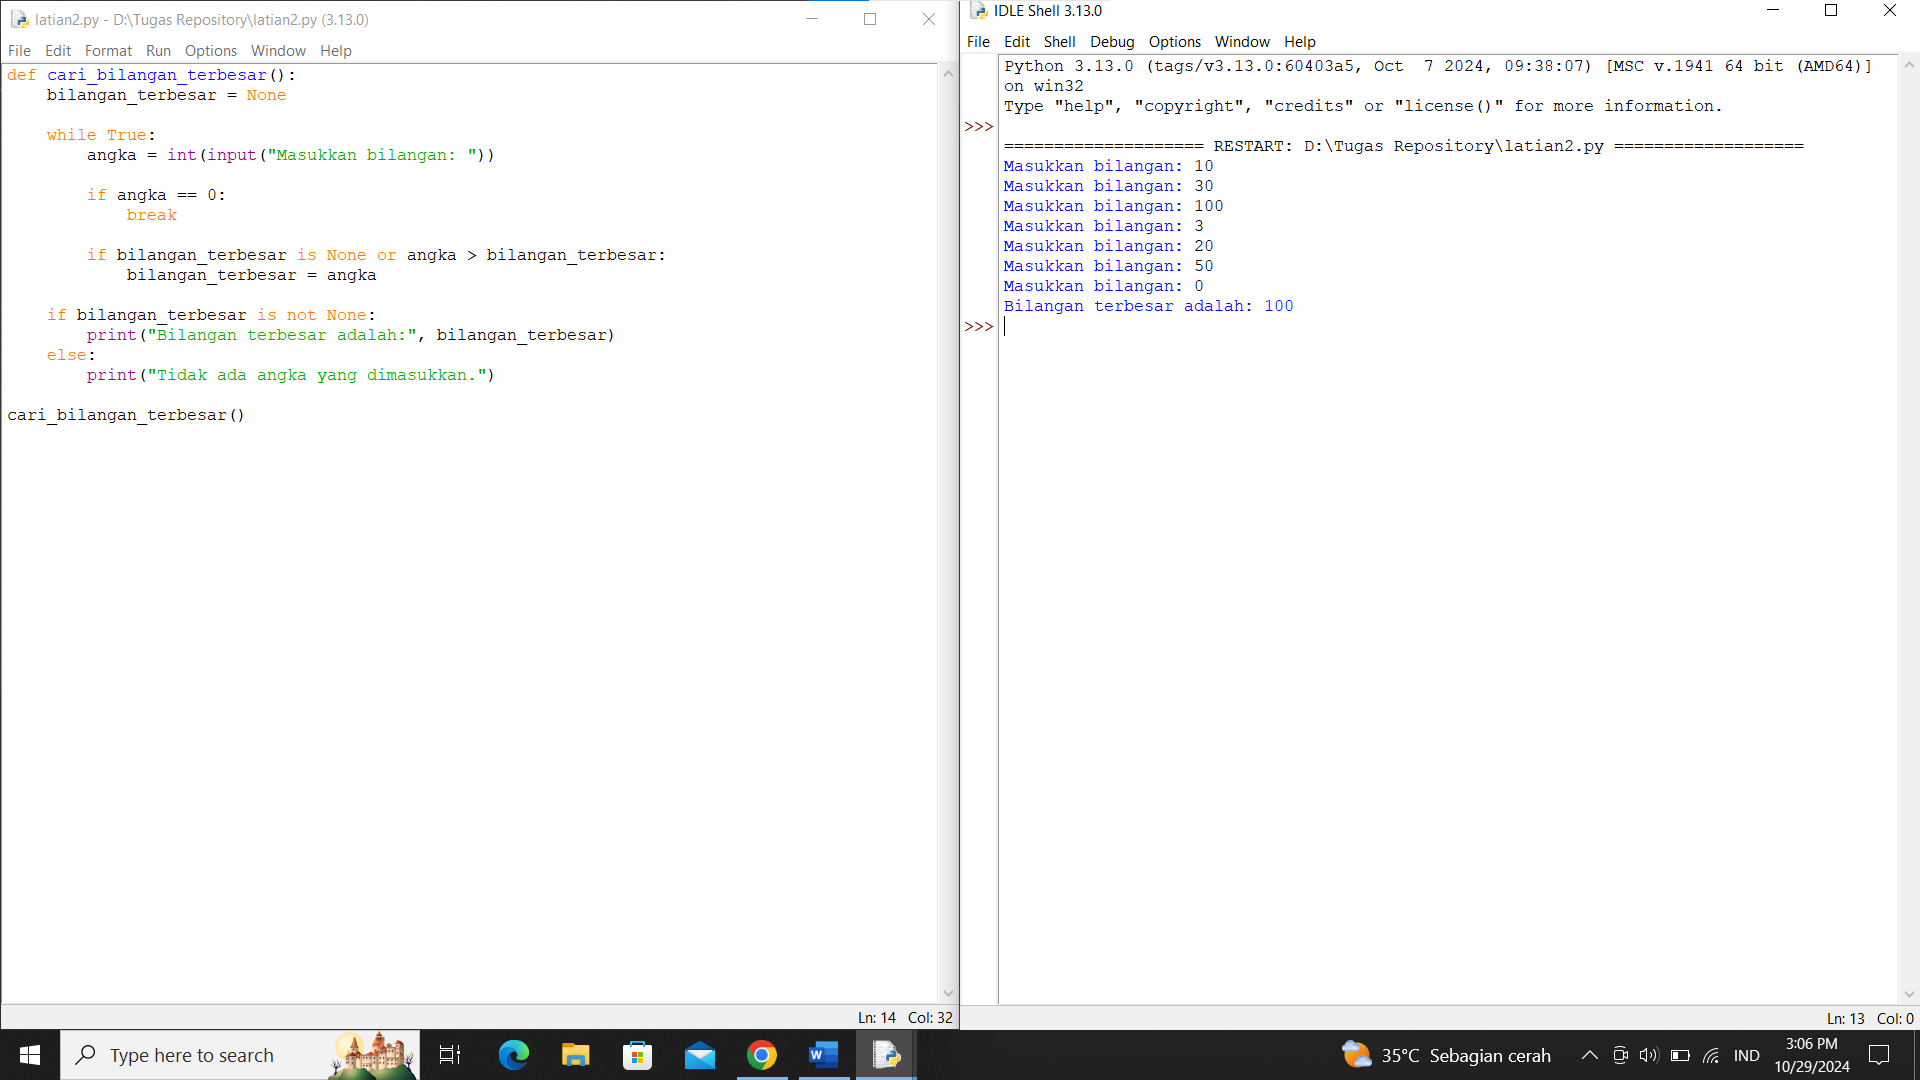 latian2.py - D:\Tugas Repository\latian2.py (3.13.0)
File Edit Format Run Options Window Help
def cari_bilangan_terbesar():
    bilangan_terbesar = None
    while True:
        angka = int(input("Masukkan bilangan: "))
        if angka == 0:
            break
        if bilangan_terbesar is None or angka > bilangan_terbesar:
            bilangan_terbesar = angka
    if bilangan_terbesar is not None:
        print("Bilangan terbesar adalah:", bilangan_terbesar)
    else:
        print("Tidak ada angka yang dimasukkan.")
cari_bilangan_terbesar()
Ln: 14 Col: 32
IDLE Shell 3.13.0
File Edit Shell Debug Options Window Help
Python 3.13.0 (tags/v3.13.0:60403a5, Oct  7 2024, 09:38:07) [MSC v.1941 64 bit (AMD64)]
on win32
Type "help", "copyright", "credits" or "license()" for more information.
>>>
==================== RESTART: D:\Tugas Repository\latian2.py ===================
Masukkan bilangan: 10
Masukkan bilangan: 30
Masukkan bilangan: 100
Masukkan bilangan: 3
Masukkan bilangan: 20
Masukkan bilangan: 50
Masukkan bilangan: 0
Bilangan terbesar adalah: 100
>>>
Ln: 13 Col: 0
Type here to search
35°C Sebagian cerah
IND
3:06 PM
10/29/2024